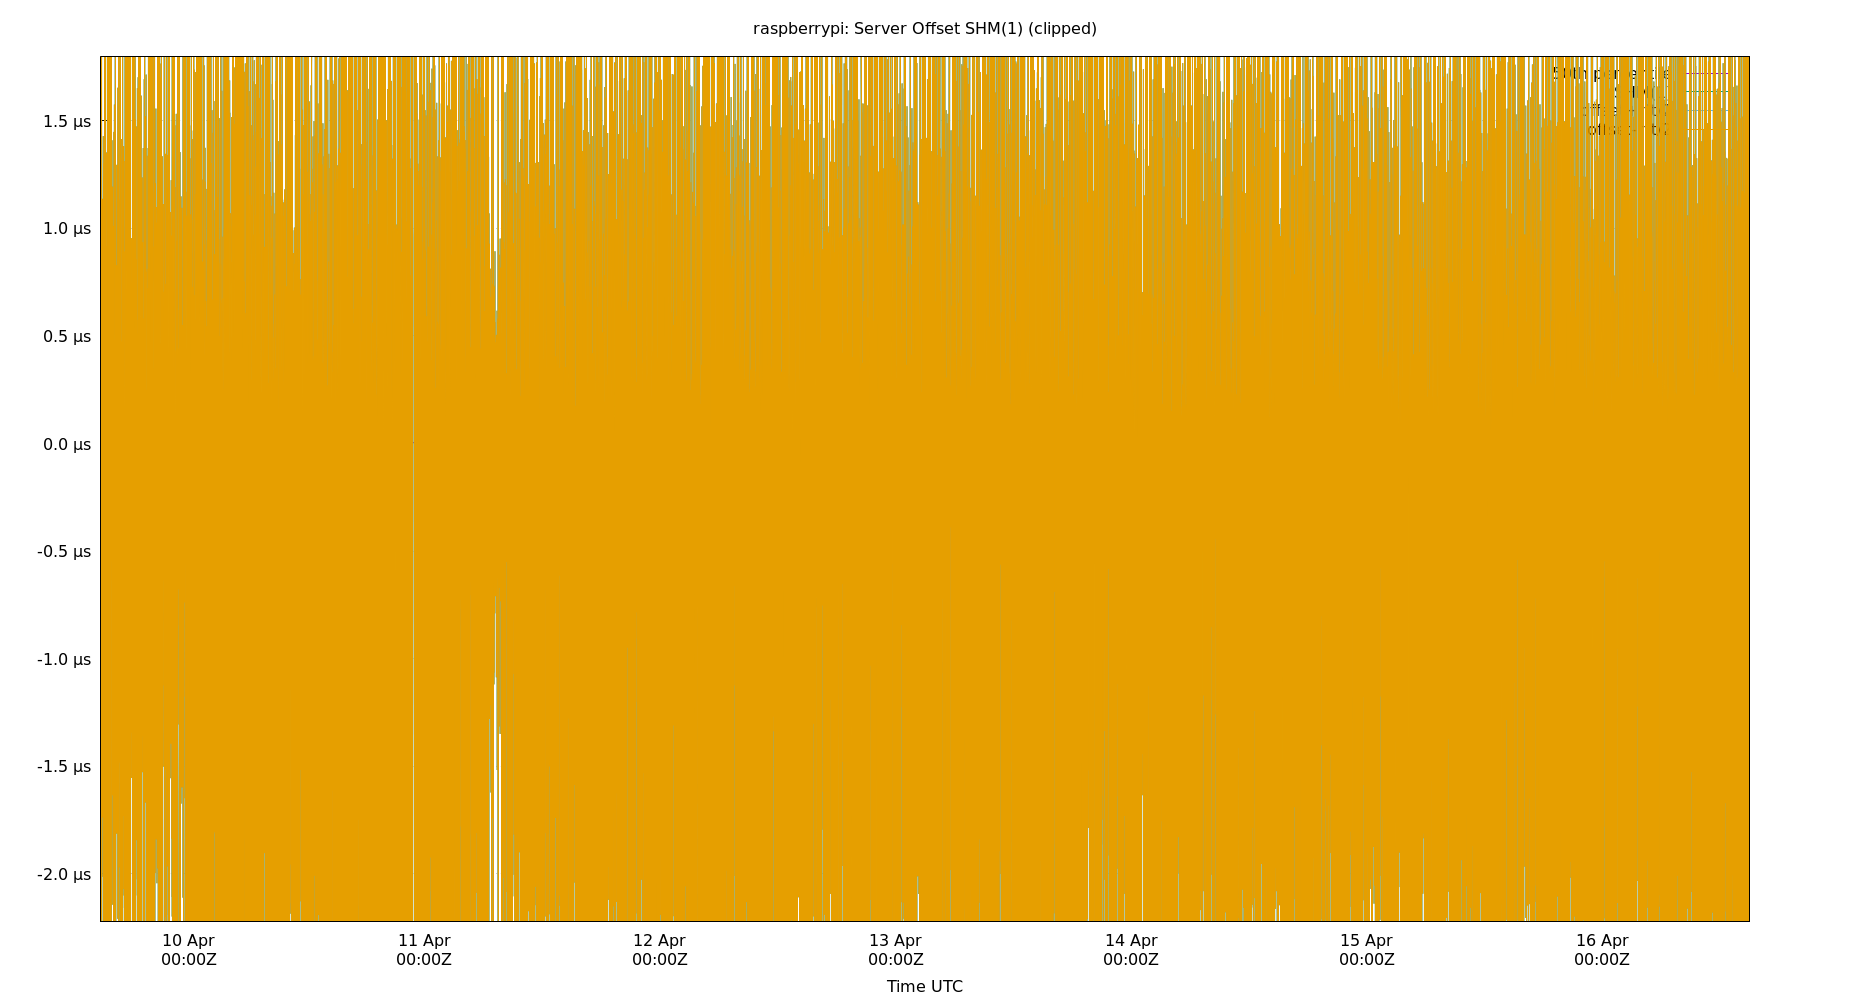 raspberrypi: Server Offset SHM(1) (clipped)
1.5 µs
1.0 µs
0.5 µs
0.0 µs
-0.5 µs
-1.0 µs
-1.5 µs
-2.0 µs
10 Apr
00:00Z
11 Apr
00:00Z
12 Apr
00:00Z
13 Apr
00:00Z
14 Apr
00:00Z
15 Apr
00:00Z
16 Apr
00:00Z
Time UTC